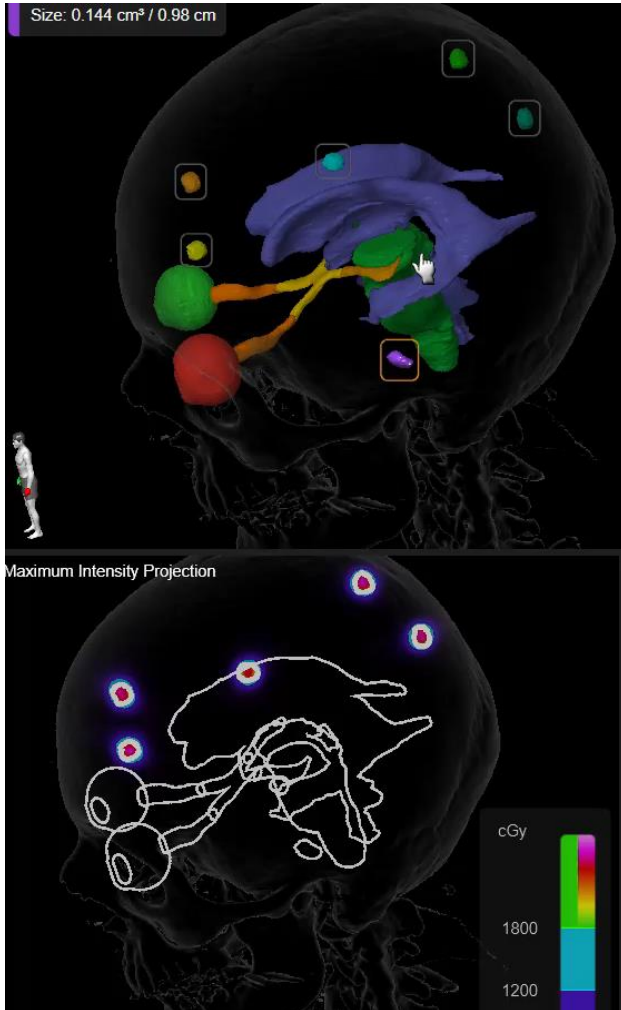 Size: 0.144 cm³ / 0.98 cm
Maximum Intensity Projection
cGy
1800
1200